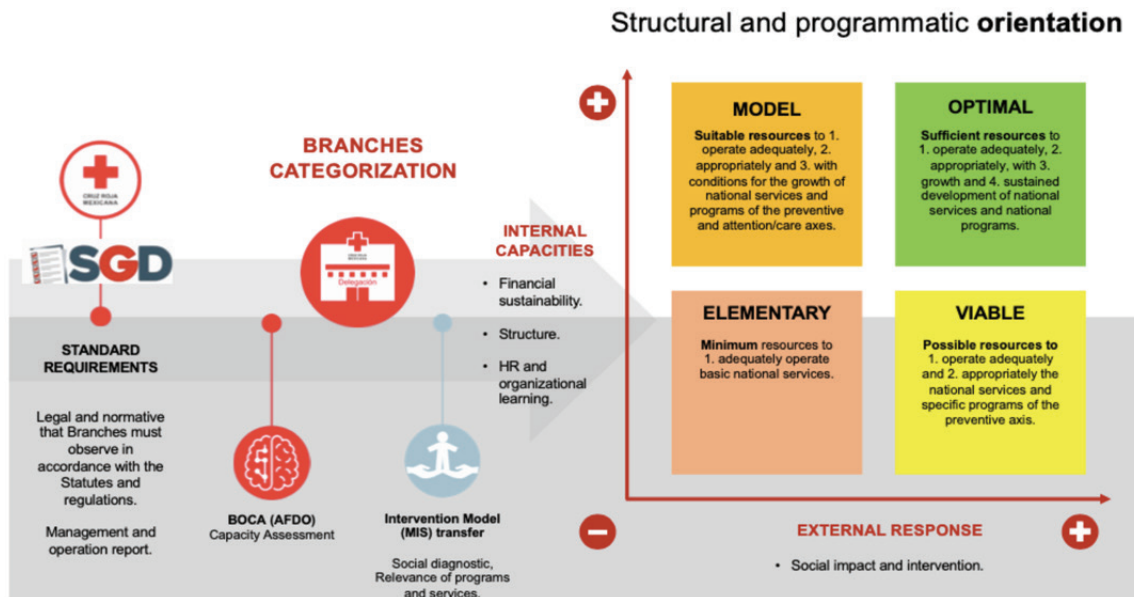 Structural and programmatic orientation
CRUZ ROJA
MEXICANA
SGD
STANDARD
REQUIREMENTS
Legal and normative
that Branches must
observe in
accordance with the
Statutes and
regulations.
Management and
operation report.
BRANCHES
CATEGORIZATION
CRUZ ROJA
MEXICANA
Delegación
BOCA (AFDO)
Capacity Assessment
Intervention Model
(MIS) transfer
Social diagnostic,
Relevance of programs
and services.
INTERNAL
CAPACITIES
• Financial
sustainability.
• Structure.
• HR and
organizational
learning.
MODEL
Suitable resources to 1.
operate adequately, 2.
appropriately and 3. with
conditions for the growth of
national services and
programs of the preventive
and attention/care axes.
OPTIMAL
Sufficient resources to
1. operate adequately, 2.
appropriately, with 3.
growth and 4. sustained
development of national
services and national
programs.
ELEMENTARY
Minimum resources to
1. adequately operate
basic national services.
VIABLE
Possible resources to
1. operate adequately
and 2. appropriately the
national services and
specific programs of the
preventive axis.
EXTERNAL RESPONSE
• Social impact and intervention.